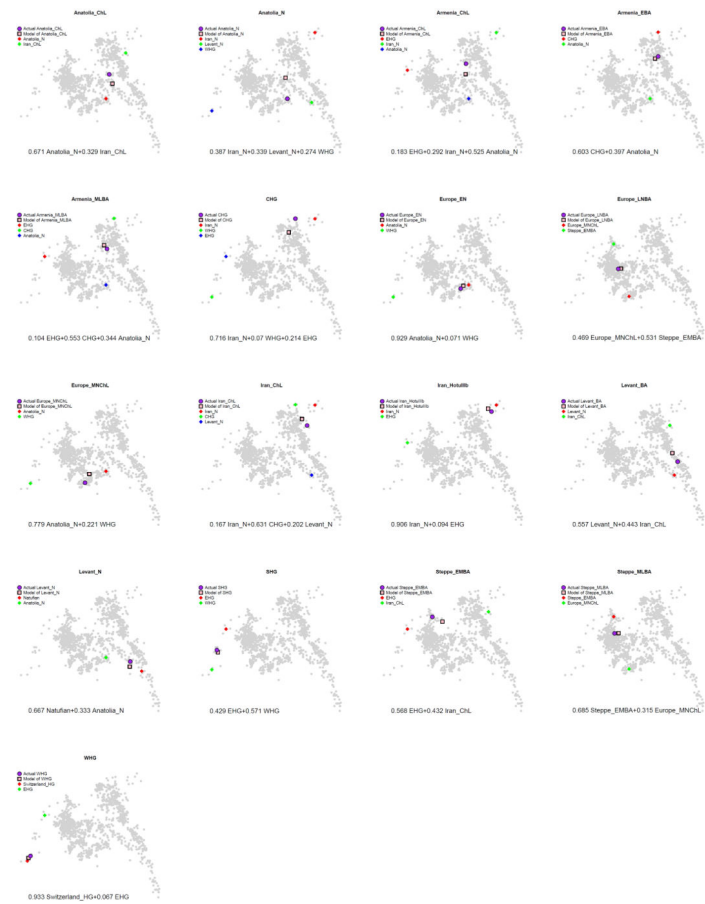 Anatolia_ChL
Actual Anatolia_ChL
Model of Anatolia_ChL
Anatolia_N
Iran_ChL
0.671 Anatolia_N+0.329 Iran_ChL
Anatolia_N
Actual Anatolia_N
Model of Anatolia_N
Iran_N
Levant_N
WHG
0.387 Iran_N+0.339 Levant_N+0.274 WHG
Armenia_ChL
Actual Armenia_ChL
Model of Armenia_ChL
EHG
Iran_N
Anatolia_N
0.183 EHG+0.292 Iran_N+0.525 Anatolia_N
Armenia_EBA
Actual Armenia_EBA
Model of Armenia_EBA
CHG
Anatolia_N
0.603 CHG+0.397 Anatolia_N
Armenia_MLBA
Actual Armenia_MLBA
Model of Armenia_MLBA
EHG
CHG
Anatolia_N
0.104 EHG+0.553 CHG+0.344 Anatolia_N
CHG
Actual CHG
Model of CHG
Iran_N
WHG
EHG
0.716 Iran_N+0.07 WHG+0.214 EHG
Europe_EN
Actual Europe_EN
Model of Europe_EN
Anatolia_N
WHG
0.929 Anatolia_N+0.071 WHG
Europe_LNBA
Actual Europe_LNBA
Model of Europe_LNBA
Europe_MNChL
Steppe_EMBA
0.469 Europe_MNChL+0.531 Steppe_EMBA
Europe_MNChL
Actual Europe_MNChL
Model of Europe_MNChL
Anatolia_N
WHG
0.779 Anatolia_N+0.221 WHG
Iran_ChL
Actual Iran_ChL
Model of Iran_ChL
Iran_N
CHG
Levant_N
0.167 Iran_N+0.631 CHG+0.202 Levant_N
Iran_HotuIIIb
Actual Iran_HotuIIIb
Model of Iran_HotuIIIb
Iran_N
EHG
0.906 Iran_N+0.094 EHG
Levant_BA
Actual Levant_BA
Model of Levant_BA
Levant_N
Iran_ChL
0.557 Levant_N+0.443 Iran_ChL
Levant_N
Actual Levant_N
Model of Levant_N
Natufian
Anatolia_N
0.667 Natufian+0.333 Anatolia_N
SHG
Actual SHG
Model of SHG
EHG
WHG
0.429 EHG+0.571 WHG
Steppe_EMBA
Actual Steppe_EMBA
Model of Steppe_EMBA
EHG
Iran_ChL
0.568 EHG+0.432 Iran_ChL
Steppe_MLBA
Actual Steppe_MLBA
Model of Steppe_MLBA
Steppe_EMBA
Europe_MNChL
0.685 Steppe_EMBA+0.315 Europe_MNChL
WHG
Actual WHG
Model of WHG
Switzerland_HG
EHG
0.933 Switzerland_HG+0.067 EHG